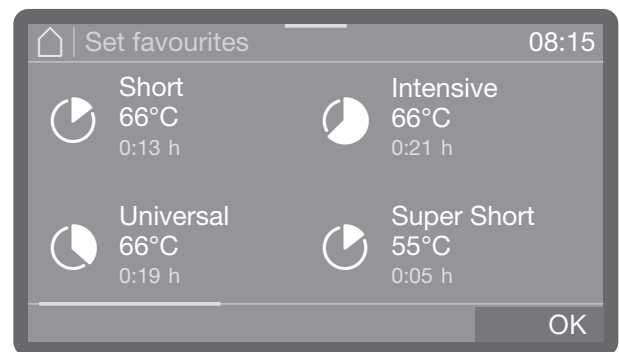 Set favourites 08:15
Short
66°C
0:13 h
Intensive
66°C
0:21 h
Universal
66°C
0:19 h
Super Short
55°C
0:05 h
OK